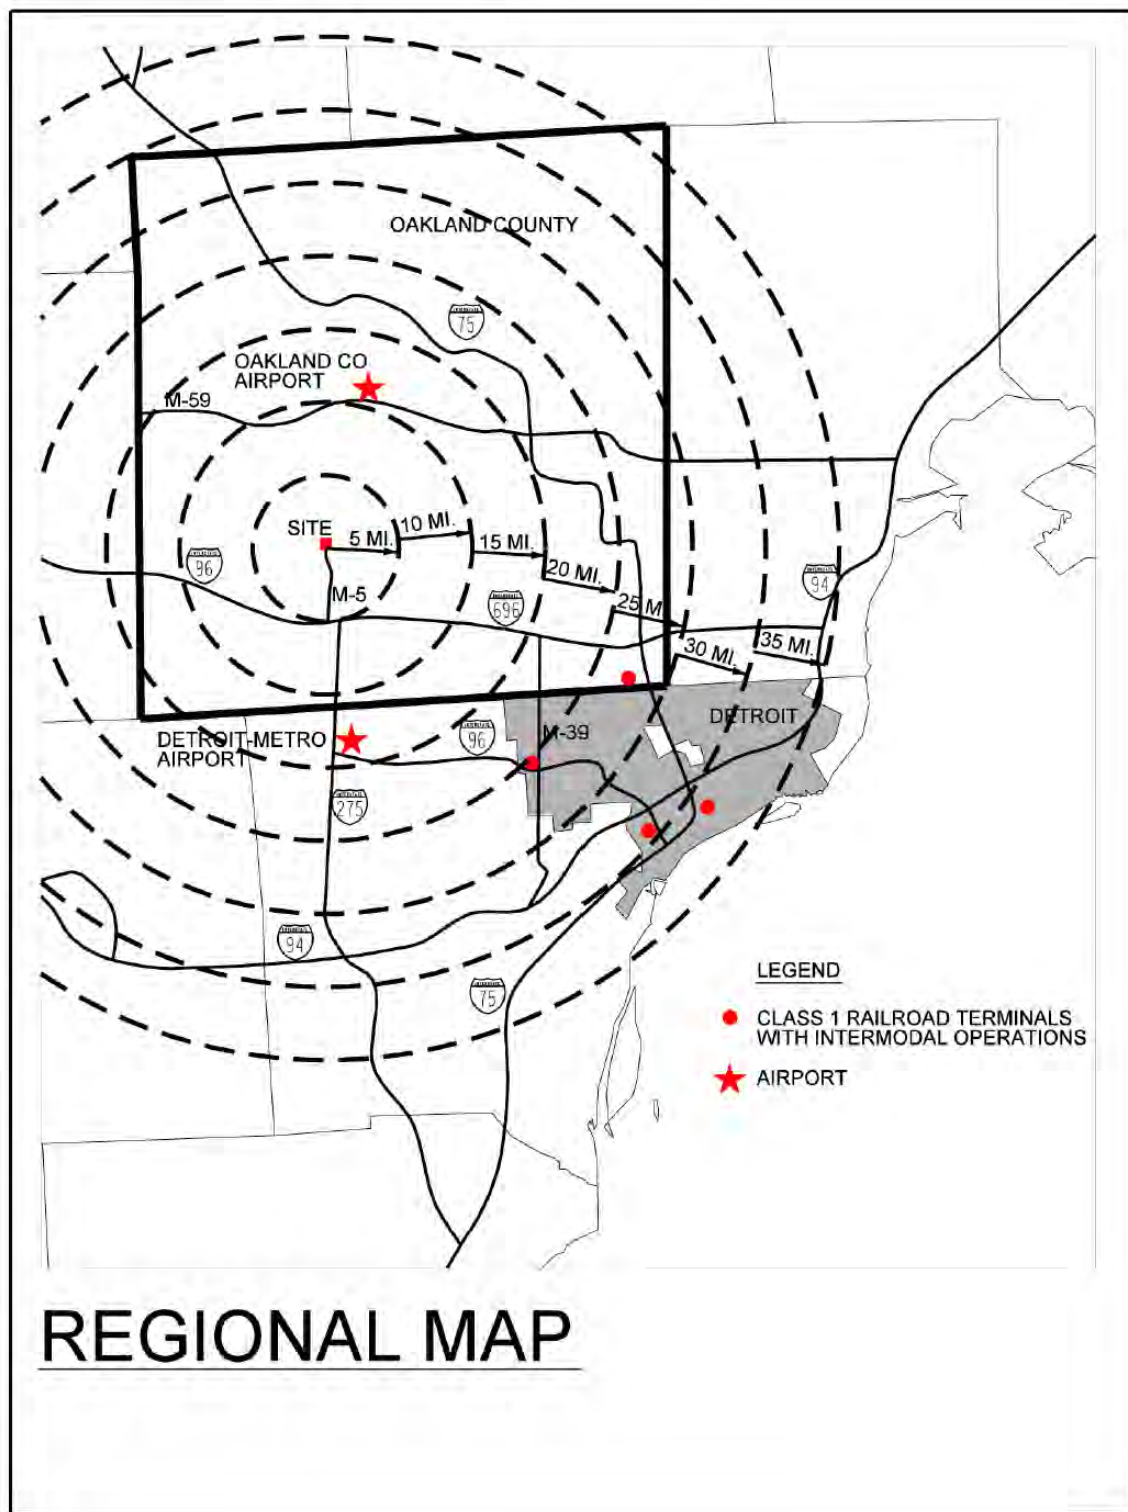 OAKLAND COUNTY
75
OAKLAND CO
AIRPORT
M-59
SITE
5 MI.
10 MI.
15 MI.
20 MI.
25 M
30 MI.
35 MI.
96
M-5
696
94
DETROIT
M-39
96
DETROIT-METRO
AIRPORT
275
94
75
LEGEND
CLASS 1 RAILROAD TERMINALS
WITH INTERMODAL OPERATIONS
AIRPORT
REGIONAL MAP